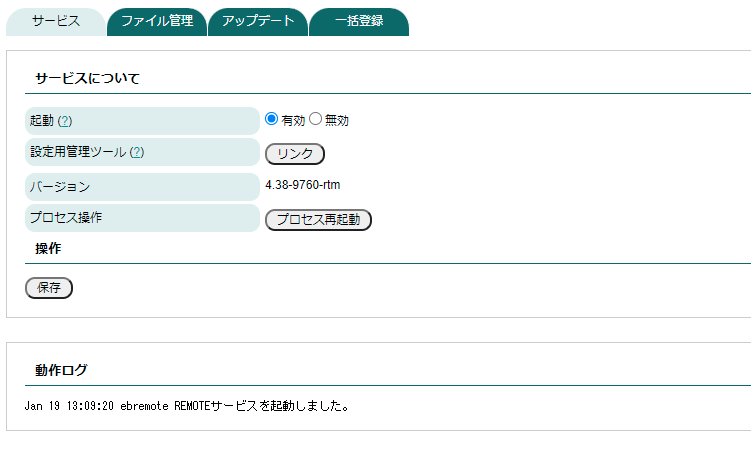 サービス ファイル管理 アップデート 一括登録
サービスについて
起動 (?) 有効 無効
設定用管理ツール (?) リンク
バージョン 4.38-9760-rtm
プロセス操作 プロセス再起動
操作
保存
動作ログ
Jan 19 13:09:20 ebremote REMOTEサービスを起動しました。